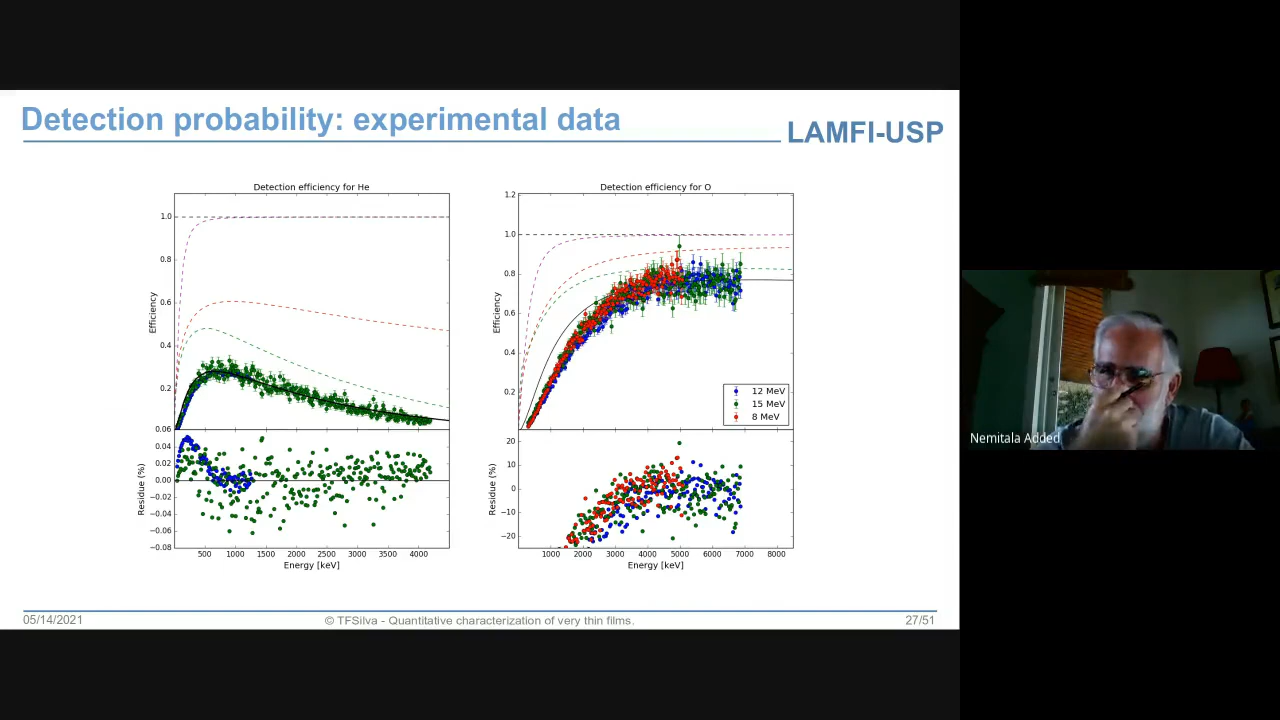 Detection probability: experimental data
LAMFI-USP
Detection efficiency for He
1.0
0.8
0.6
0.4
0.2
0.06
Efficiency
0.04
0.02
0.00
−0.02
−0.04
−0.06
−0.08
Residue (%)
500 1000 1500 2000 2500 3000 3500 4000
Energy [keV]
Detection efficiency for O
1.2
1.0
0.8
0.6
0.4
0.2
Efficiency
12 MeV
15 MeV
8 MeV
20
10
0
−10
−20
Residue (%)
1000 2000 3000 4000 5000 6000 7000 8000
Energy [keV]
Nemitala Added
05/14/2021
© TFSilva - Quantitative characterization of very thin films.
27/51